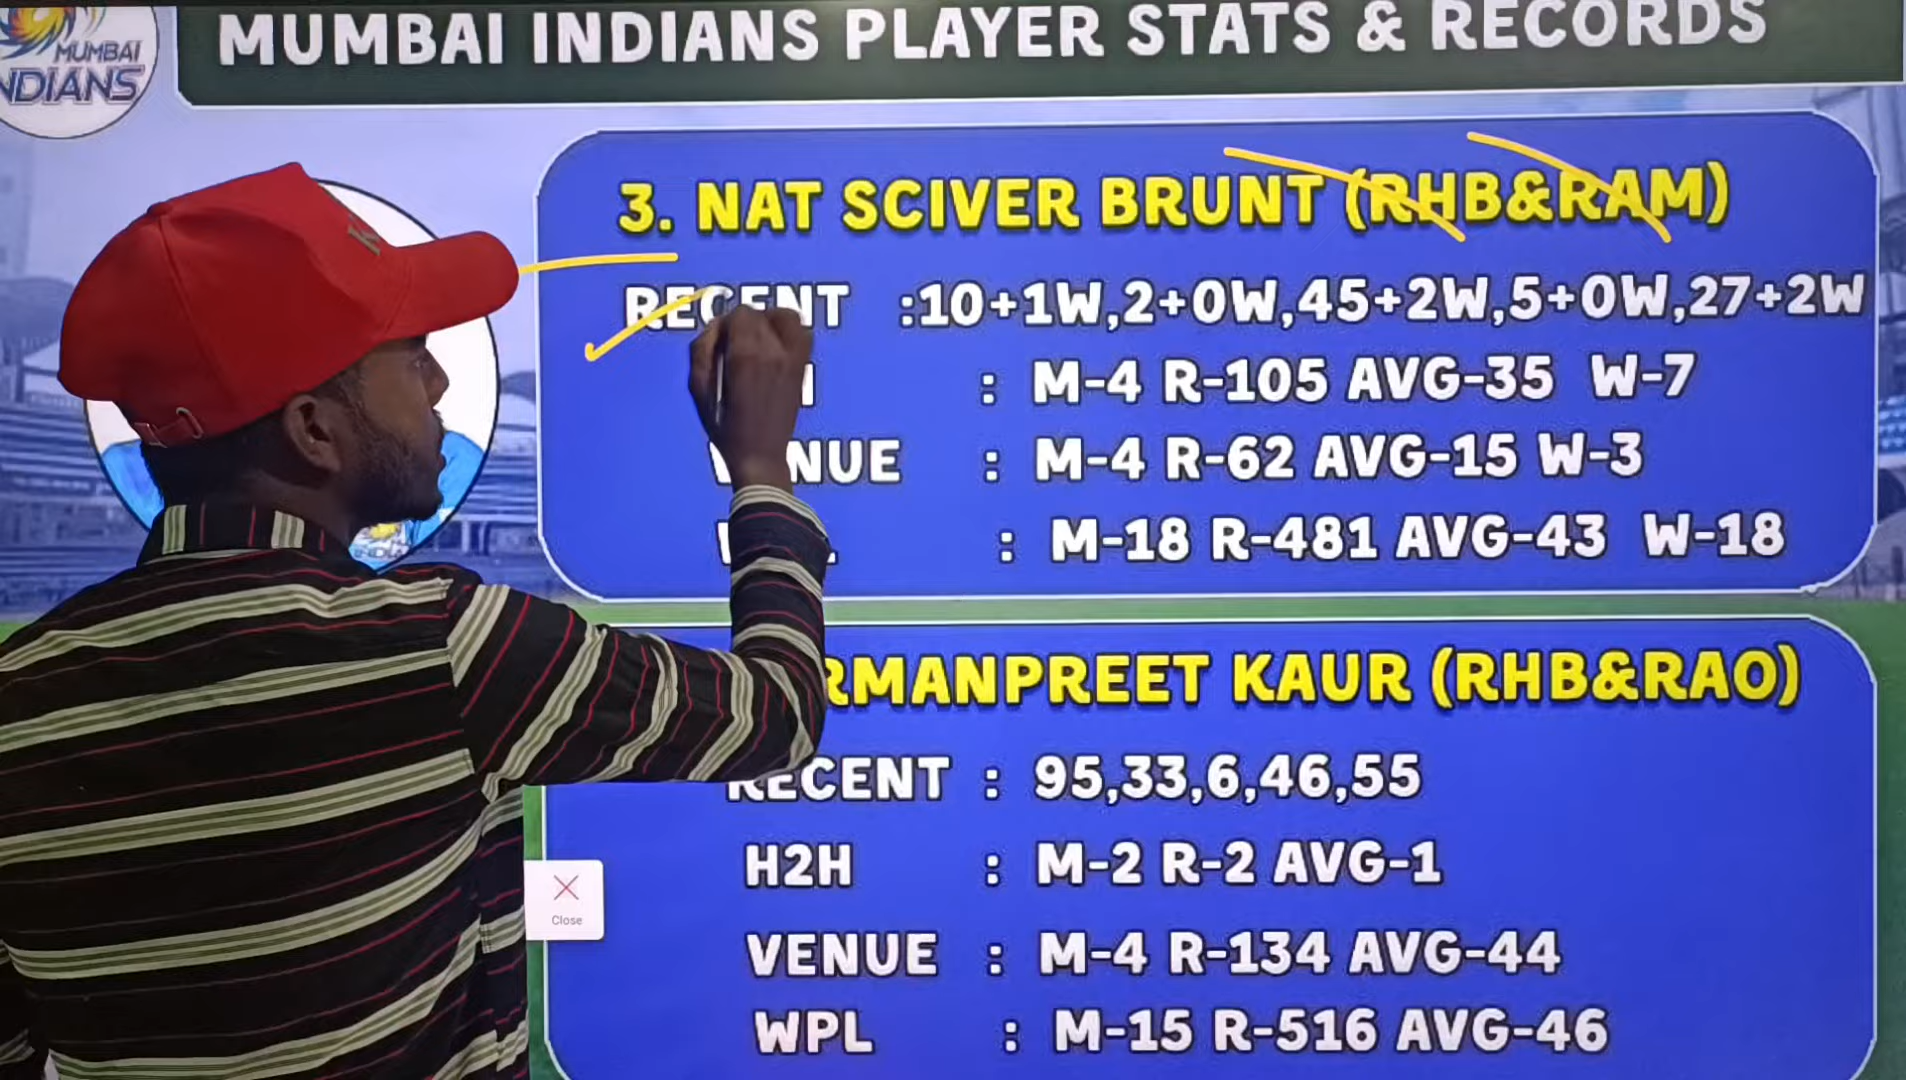 MUMBAI
INDIANS
MUMBAI INDIANS PLAYER STATS & RECORDS
3. NAT SCIVER BRUNT (RHB&RAM)
RECENT :10+1W,2+0W,45+2W,5+0W,27+2W
: M-4 R-105 AVG-35 W-7
VENUE : M-4 R-62 AVG-15 W-3
: M-18 R-481 AVG-43 W-18
RMANPREET KAUR (RHB&RAO)
RECENT : 95,33,6,46,55
H2H : M-2 R-2 AVG-1
VENUE : M-4 R-134 AVG-44
WPL : M-15 R-516 AVG-46
Close